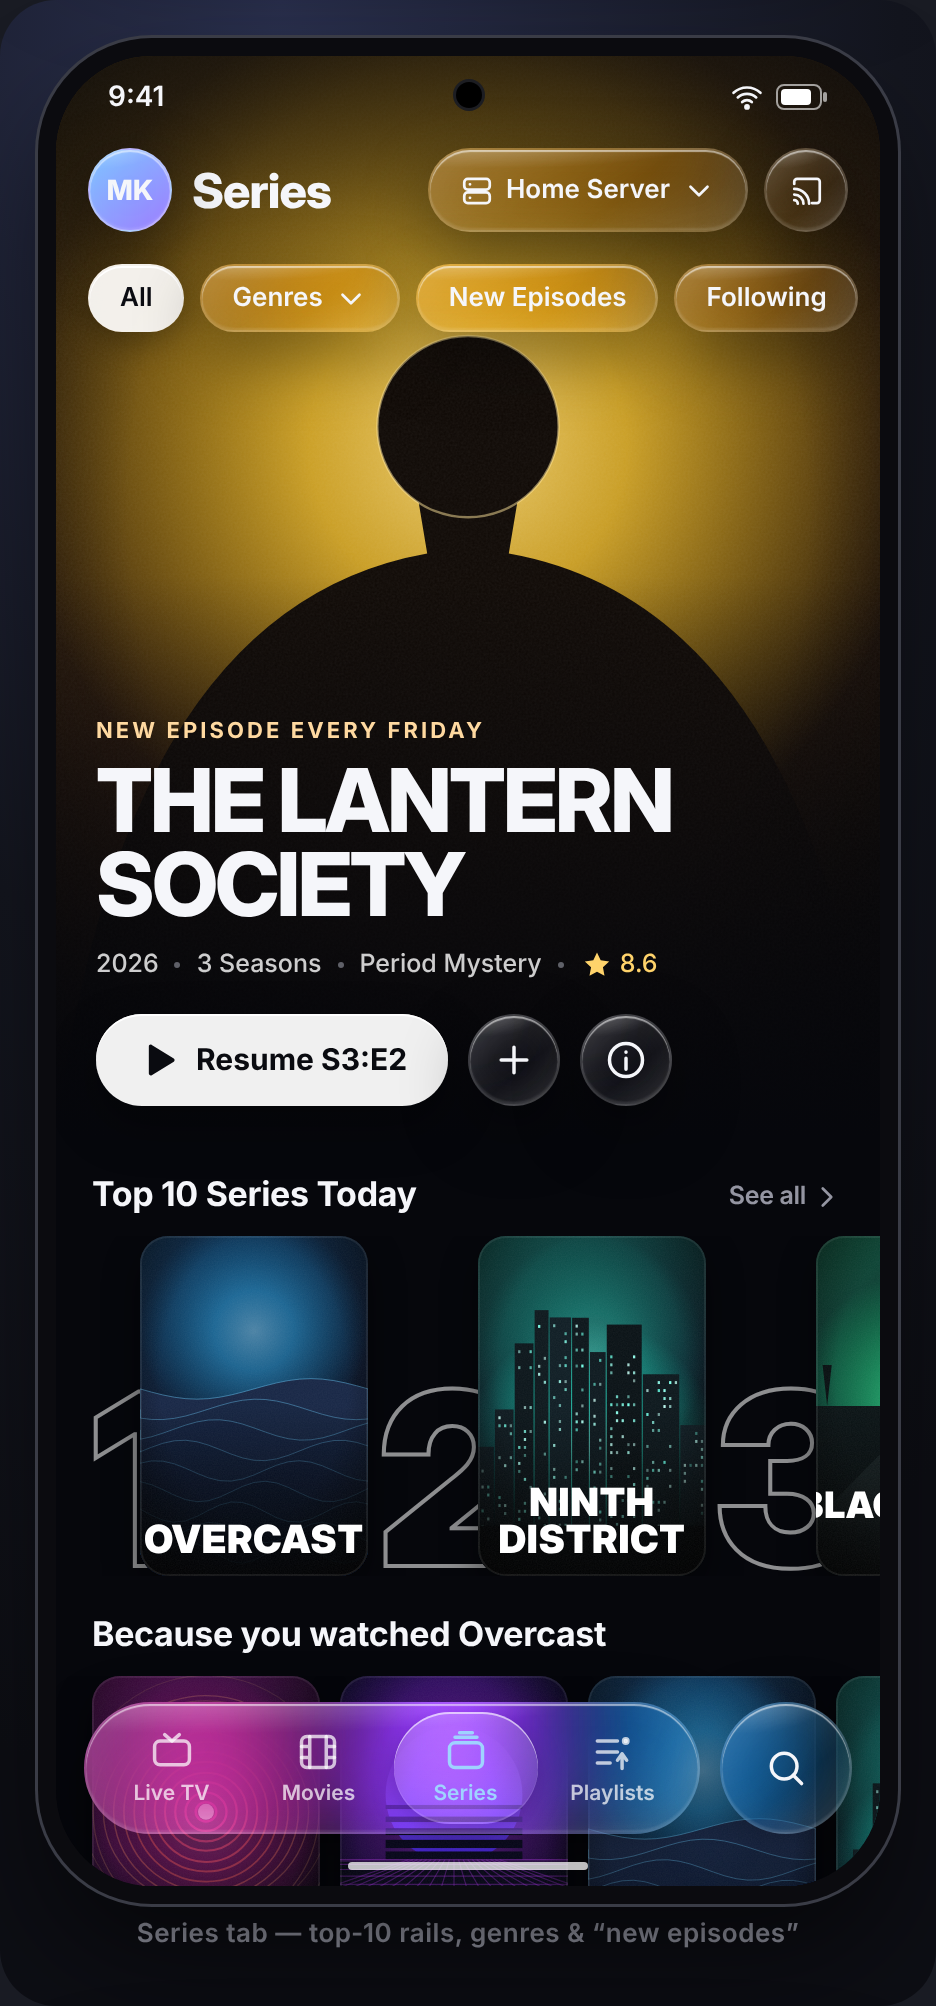 9:41
MK
Series
Home Server
All
Genres
New Episodes
Following
NEW EPISODE EVERY FRIDAY
THE LANTERN
SOCIETY
2026 • 3 Seasons • Period Mystery • ★ 8.6
Resume S3:E2
Top 10 Series Today
See all
1
OVERCAST
2
NINTH
DISTRICT
3
BLAC
Because you watched Overcast
Live TV
Movies
Series
Playlists
Series tab — top-10 rails, genres & “new episodes”